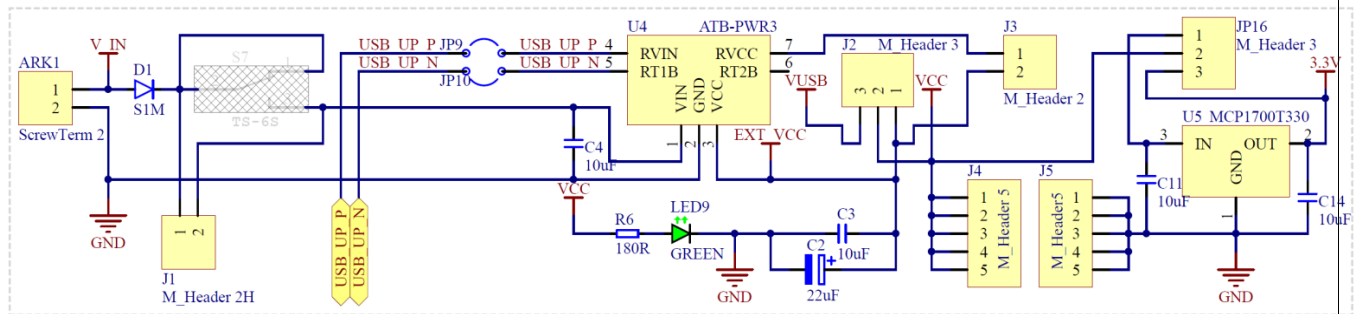 V_IN
ARK1
1
2
ScrewTerm 2
D1
S1M
S7
TS-6S
GND
1
2
J1
M_Header 2H
USB_UP_P
USB_UP_N
JP9
JP10
USB_UP_P
USB_UP_N
USB_UP_P
USB_UP_N
C4
10uF
U4
ATB-PWR3
4
5
RVIN
RT1B
RVCC
RT2B
7
6
VIN
GND
VCC
1
2
3
EXT_VCC
VCC
R6
180R
LED9
GREEN
GND
C3
10uF
C2
+
22uF
J2
M_Header 3
3
2
1
VUSB
VCC
J3
1
2
M_Header 2
J4
1
2
3
4
5
M_Header 5
J5
1
2
3
4
5
M_Header5
JP16
1
2
3
M_Header 3
3.3V
U5 MCP1700T330
3
IN
OUT
2
GND
1
C11
10uF
C14
10uF
GND